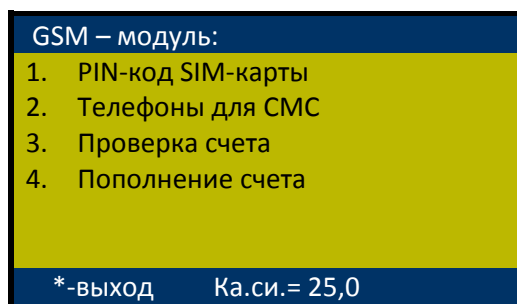 GSM – модуль:
1. PIN-код SIM-карты
2. Телефоны для СМС
3. Проверка счета
4. Пополнение счета
*-выход Ка.си.= 25,0